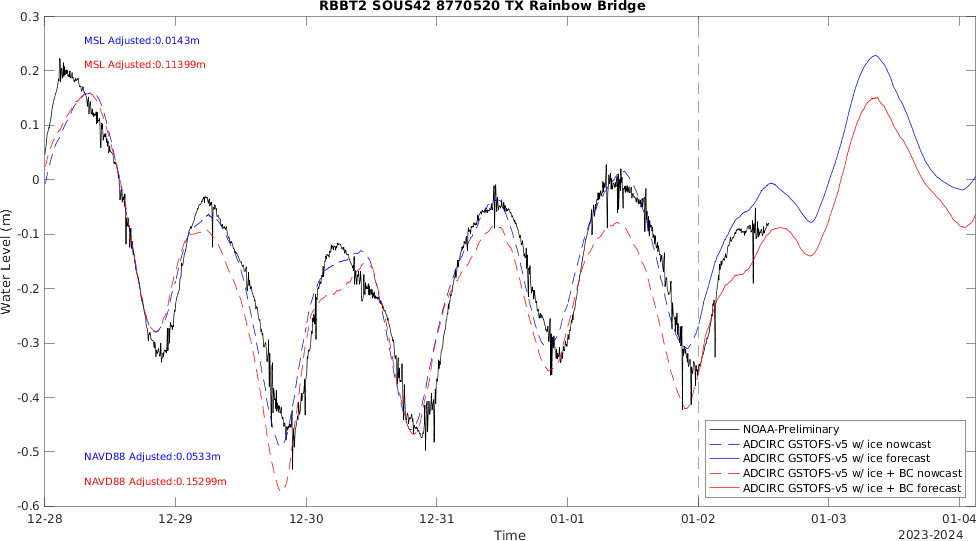 RBBT2 SOUS42 8770520 TX Rainbow Bridge
0.3
0.2
0.1
0
-0.1
-0.2
-0.3
-0.4
-0.5
-0.6
Water Level (m)
MSL Adjusted:0.0143m
MSL Adjusted:0.11399m
NAVD88 Adjusted:0.0533m
NAVD88 Adjusted:0.15299m
NOAA-Preliminary
ADCIRC GSTOFS-v5 w/ ice nowcast
ADCIRC GSTOFS-v5 w/ ice forecast
ADCIRC GSTOFS-v5 w/ ice + BC nowcast
ADCIRC GSTOFS-v5 w/ ice + BC forecast
12-28 12-29 12-30 12-31 01-01 01-02 01-03 01-04
Time
2023-2024